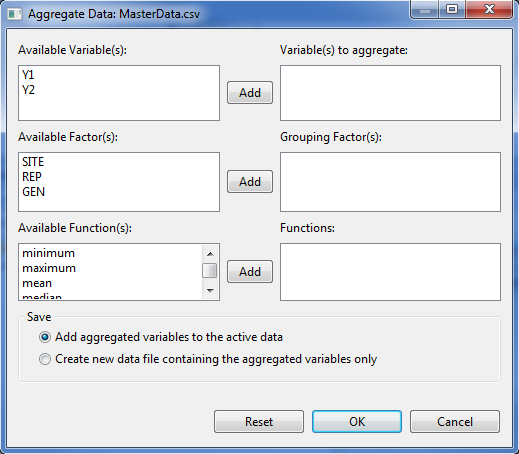 Aggregate Data: MasterData.csv
Available Variable(s):
Variable(s) to aggregate:
Y1
Y2
Add
Available Factor(s):
Grouping Factor(s):
SITE
REP
GEN
Add
Available Function(s):
Functions:
minimum
maximum
mean
median
Add
Save
Add aggregated variables to the active data
Create new data file containing the aggregated variables only
Reset
OK
Cancel